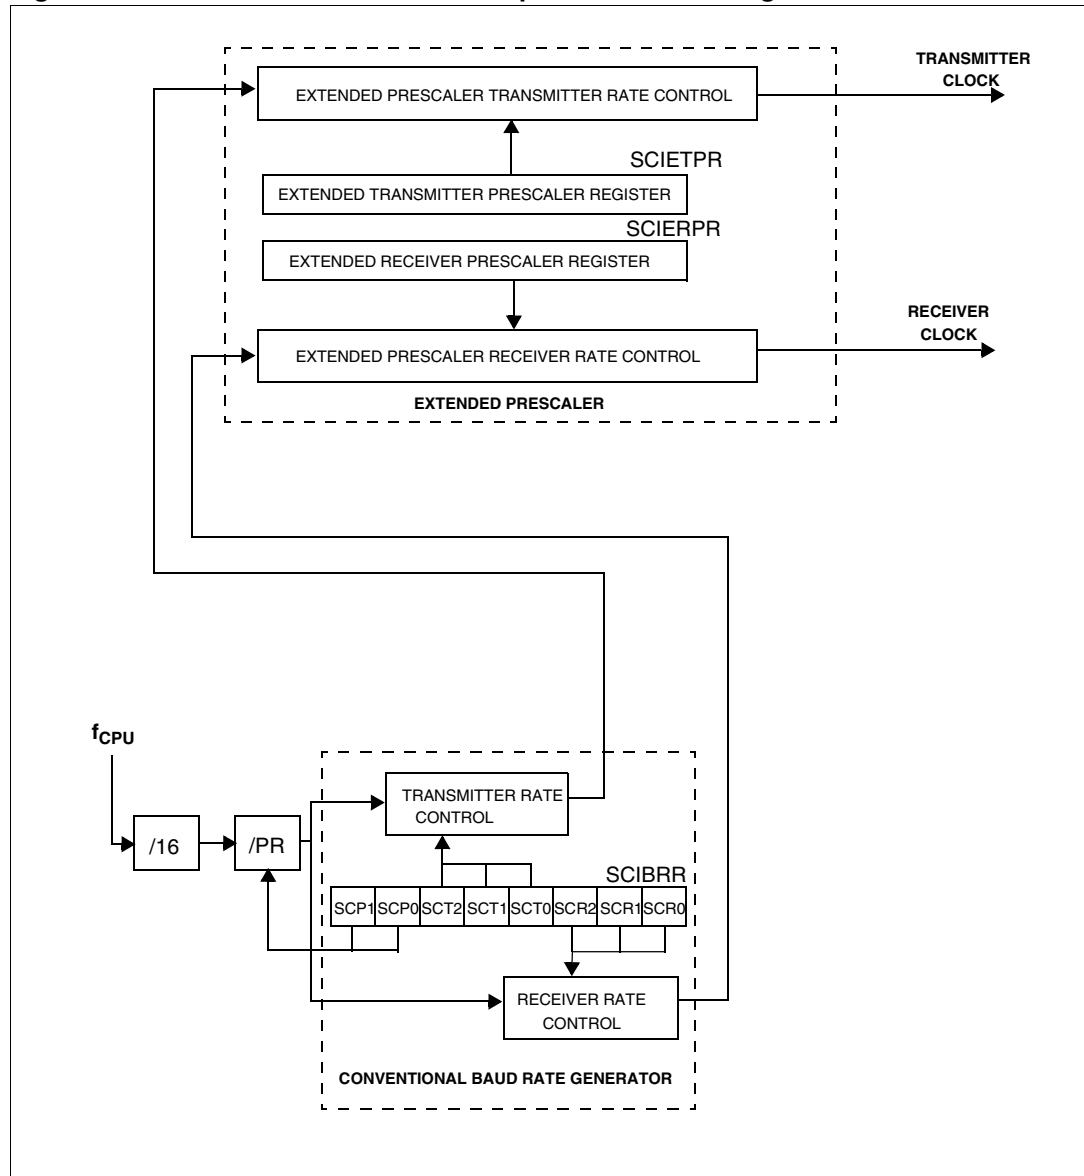 TRANSMITTER
CLOCK
EXTENDED PRESCALER TRANSMITTER RATE CONTROL
SCIETPR
EXTENDED TRANSMITTER PRESCALER REGISTER
SCIERPR
EXTENDED RECEIVER PRESCALER REGISTER
RECEIVER
CLOCK
EXTENDED PRESCALER RECEIVER RATE CONTROL
EXTENDED PRESCALER
fCPU
TRANSMITTER RATE
CONTROL
/16
/PR
SCIBRR
SCP1 SCP0 SCT2 SCT1 SCT0 SCR2 SCR1 SCR0
RECEIVER RATE
CONTROL
CONVENTIONAL BAUD RATE GENERATOR